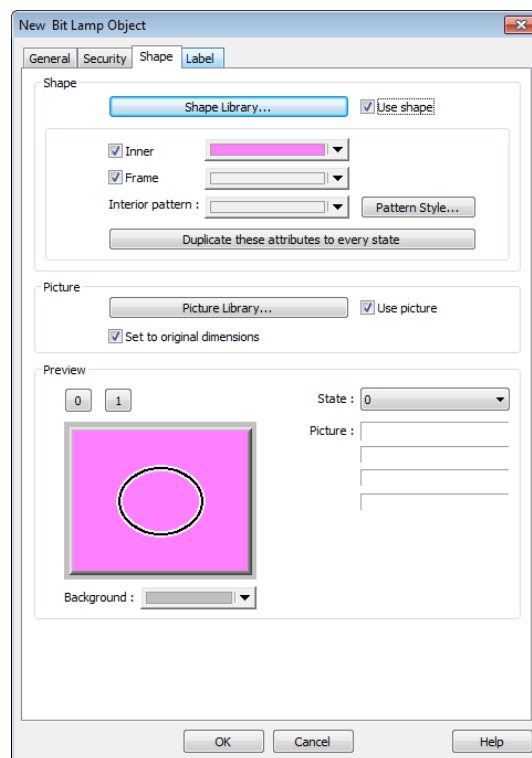 New Bit Lamp Object
General Security Shape Label
Shape
Shape Library... Use shape
Inner
Frame
Interior pattern : Pattern Style...
Duplicate these attributes to every state
Picture
Picture Library... Use picture
Set to original dimensions
Preview
0 1 State : 0
Picture :
Background :
OK Cancel Help